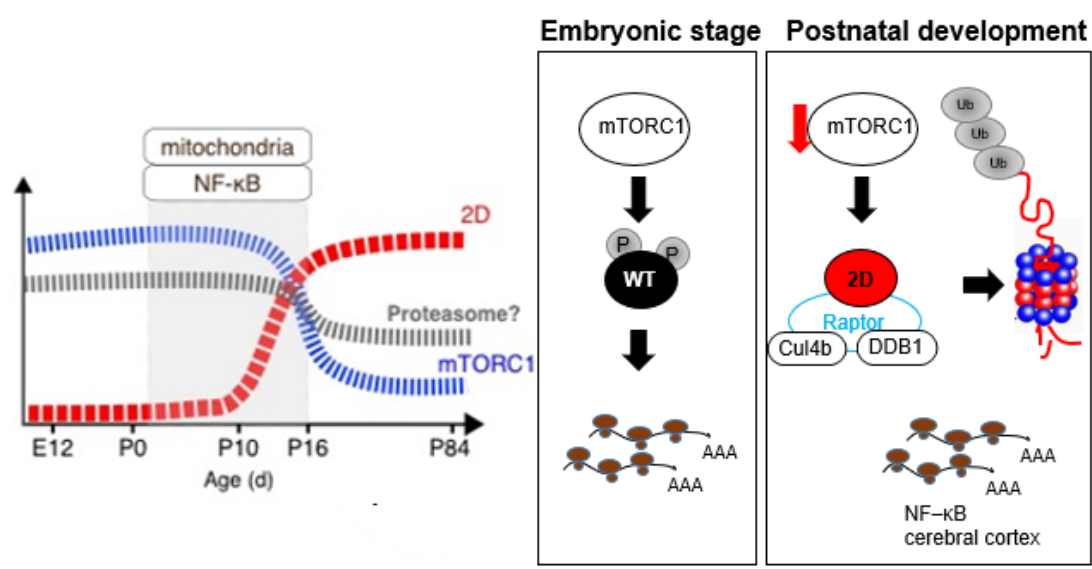 mitochondria
NF-κB
2D
Proteasome?
mTORC1
E12 P0 P10 P16 P84
Age (d)
-
Embryonic stage
mTORC1
P
P
WT
AAA
AAA
Postnatal development
mTORC1
Ub
Ub
Ub
2D
Raptor
Cul4b
DDB1
AAA
AAA
NF–κB
cerebral cortex